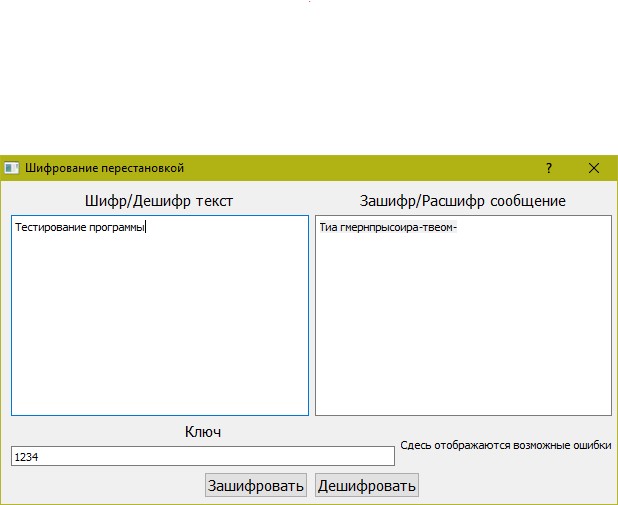 Шифрование перестановкой
?
Шифр/Дешифр текст
Зашифр/Расшифр сообщение
Тестирование программы
Тиа гмернпрысоира-твеом-
Ключ
Сдесь отображаются возможные ошибки
1234
Зашифровать
Дешифровать